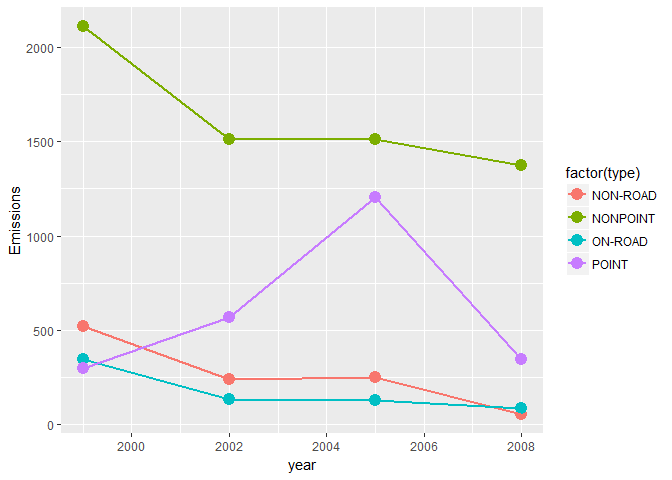 2000
1500
1000
500
0
Emissions
2000
2002
2004
2006
2008
year
factor(type)
NON-ROAD
NONPOINT
ON-ROAD
POINT